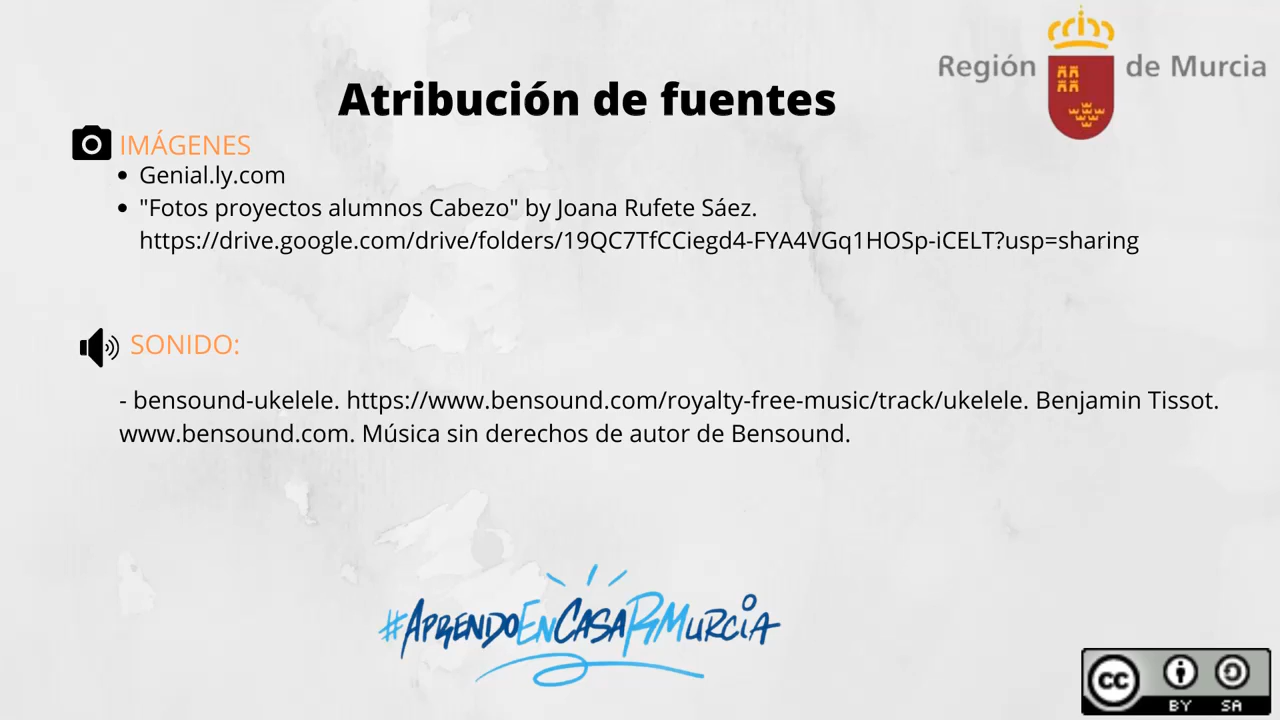 Región de Murcia
Atribución de fuentes
IMÁGENES
• Genial.ly.com
• "Fotos proyectos alumnos Cabezo" by Joana Rufete Sáez.
https://drive.google.com/drive/folders/19QC7TfCCiegd4-FYA4VGq1HOSp-iCELT?usp=sharing
SONIDO:
- bensound-ukelele. https://www.bensound.com/royalty-free-music/track/ukelele. Benjamin Tissot.
www.bensound.com. Música sin derechos de autor de Bensound.
#APRENDOENCASARMURCIA
CC BY SA